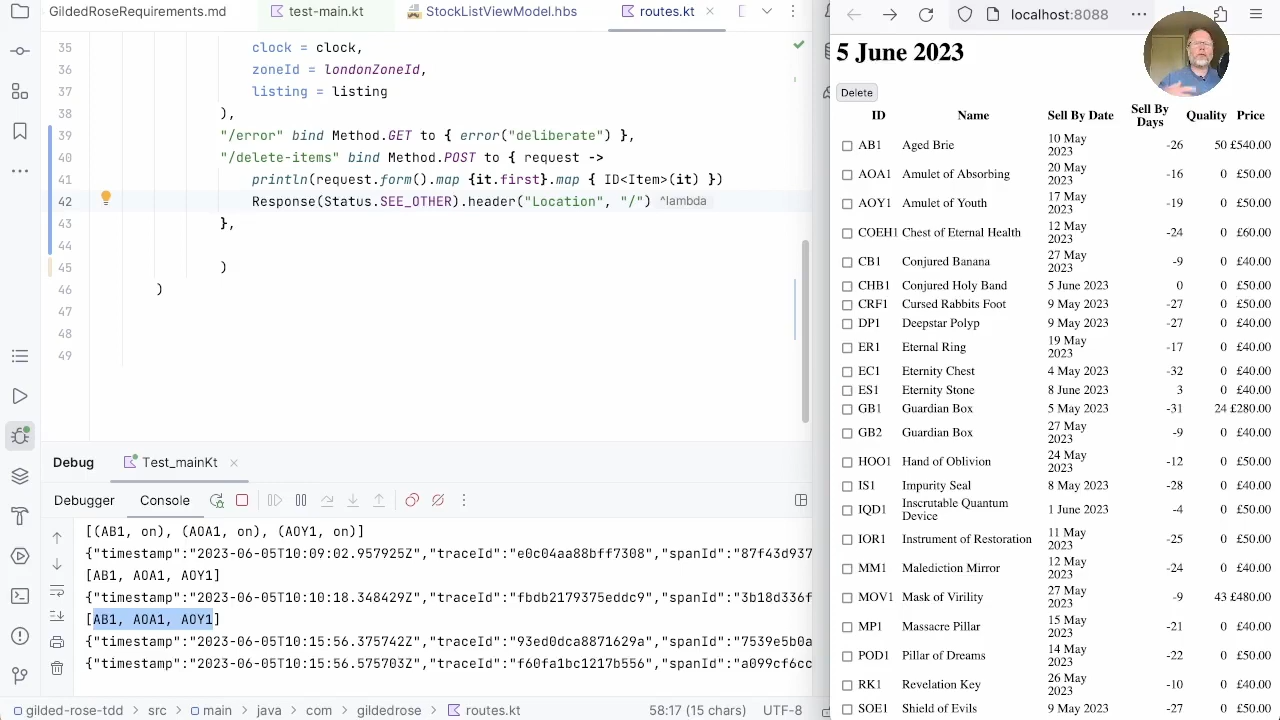 GildedRoseRequirements.md
test-main.kt
StockListViewModel.hbs
routes.kt
localhost:8088
35 clock = clock,
36 zoneId = londonZoneId,
37 listing = listing
38 ),
39 "/error" bind Method.GET to { error("deliberate") },
40 "/delete-items" bind Method.POST to { request ->
41 println(request.form().map {it.first}.map { ID<Item>(it) })
42 Response(Status.SEE_OTHER).header("Location", "/") ^lambda
43 },
44
45 )
46 )
47
48
49
Debug Test_mainKt
Debugger Console
[(AB1, on), (AOA1, on), (AOY1, on)]
{"timestamp":"2023-06-05T10:09:02.957925Z","traceId":"e0c04aa88bff7308","spanId":"87f43d937
[AB1, AOA1, AOY1]
{"timestamp":"2023-06-05T10:10:18.348429Z","traceId":"fbdb2179375eddc9","spanId":"3b18d336f
[AB1, AOA1, AOY1]
{"timestamp":"2023-06-05T10:15:56.375742Z","traceId":"93ed0dca8871629a","spanId":"7539e5b0a
{"timestamp":"2023-06-05T10:15:56.575703Z","traceId":"f60fa1bc1217b556","spanId":"a099cf6cc
gilded-rose-tdd > src > main > java > com > gildedrose > routes.kt
58:17 (15 chars) UTF-8
5 June 2023
Delete
ID Name Sell By Date Sell By Days Quality Price
AB1 Aged Brie 10 May 2023 -26 50 £540.00
AOA1 Amulet of Absorbing 20 May 2023 -16 0 £50.00
AOY1 Amulet of Youth 17 May 2023 -19 0 £50.00
COEH1 Chest of Eternal Health 12 May 2023 -24 0 £60.00
CB1 Conjured Banana 27 May 2023 -9 0 £40.00
CHB1 Conjured Holy Band 5 June 2023 0 0 £50.00
CRF1 Cursed Rabbits Foot 9 May 2023 -27 0 £50.00
DP1 Deepstar Polyp 9 May 2023 -27 0 £40.00
ER1 Eternal Ring 19 May 2023 -17 0 £40.00
EC1 Eternity Chest 4 May 2023 -32 0 £40.00
ES1 Eternity Stone 8 June 2023 3 0 £40.00
GB1 Guardian Box 5 May 2023 -31 24 £280.00
GB2 Guardian Box 27 May 2023 -9 0 £40.00
HOO1 Hand of Oblivion 24 May 2023 -12 0 £50.00
IS1 Impurity Seal 8 May 2023 -28 0 £40.00
IQD1 Inscrutable Quantum Device 1 June 2023 -4 0 £50.00
IOR1 Instrument of Restoration 11 May 2023 -25 0 £50.00
MM1 Malediction Mirror 12 May 2023 -24 0 £40.00
MOV1 Mask of Virility 27 May 2023 -9 43 £480.00
MP1 Massacre Pillar 15 May 2023 -21 0 £40.00
POD1 Pillar of Dreams 14 May 2023 -22 0 £50.00
RK1 Revelation Key 26 May 2023 -10 0 £40.00
SOE1 Shield of Evils 9 May 2023 -27 0 £50.00